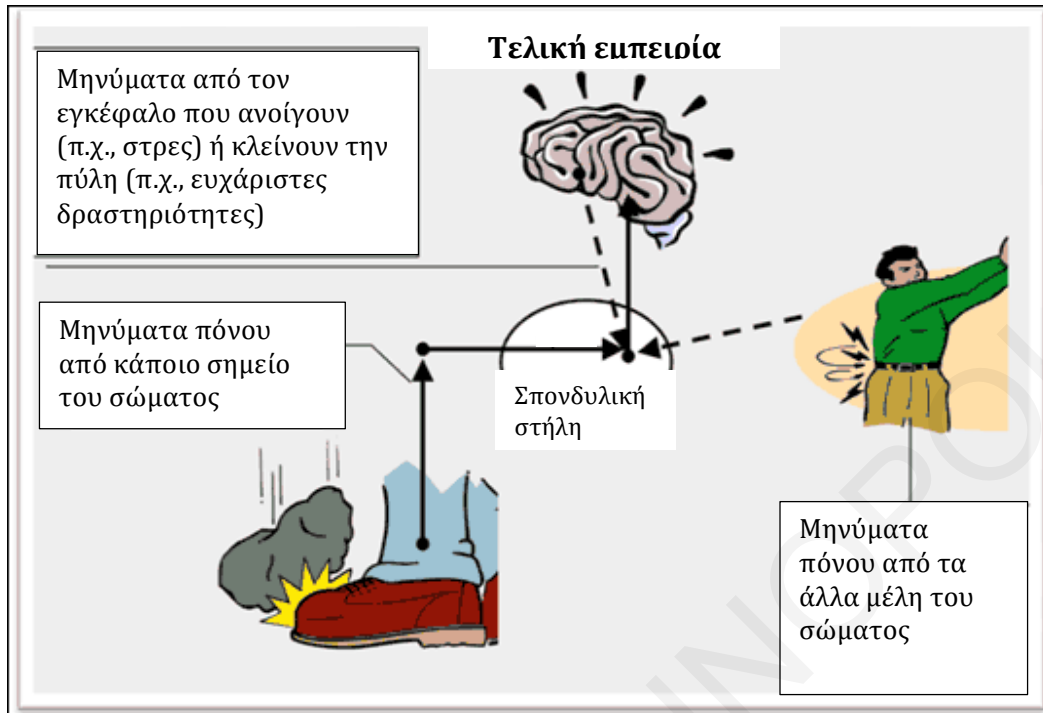 Τελική εμπειρία
Μηνύματα από τον
εγκέφαλο που ανοίγουν
(π.χ., στρες) ή κλείνουν την
πύλη (π.χ., ευχάριστες
δραστηριότητες)
Μηνύματα πόνου
από κάποιο σημείο
του σώματος
Σπονδυλική
στήλη
Μηνύματα
πόνου από τα
άλλα μέλη του
σώματος